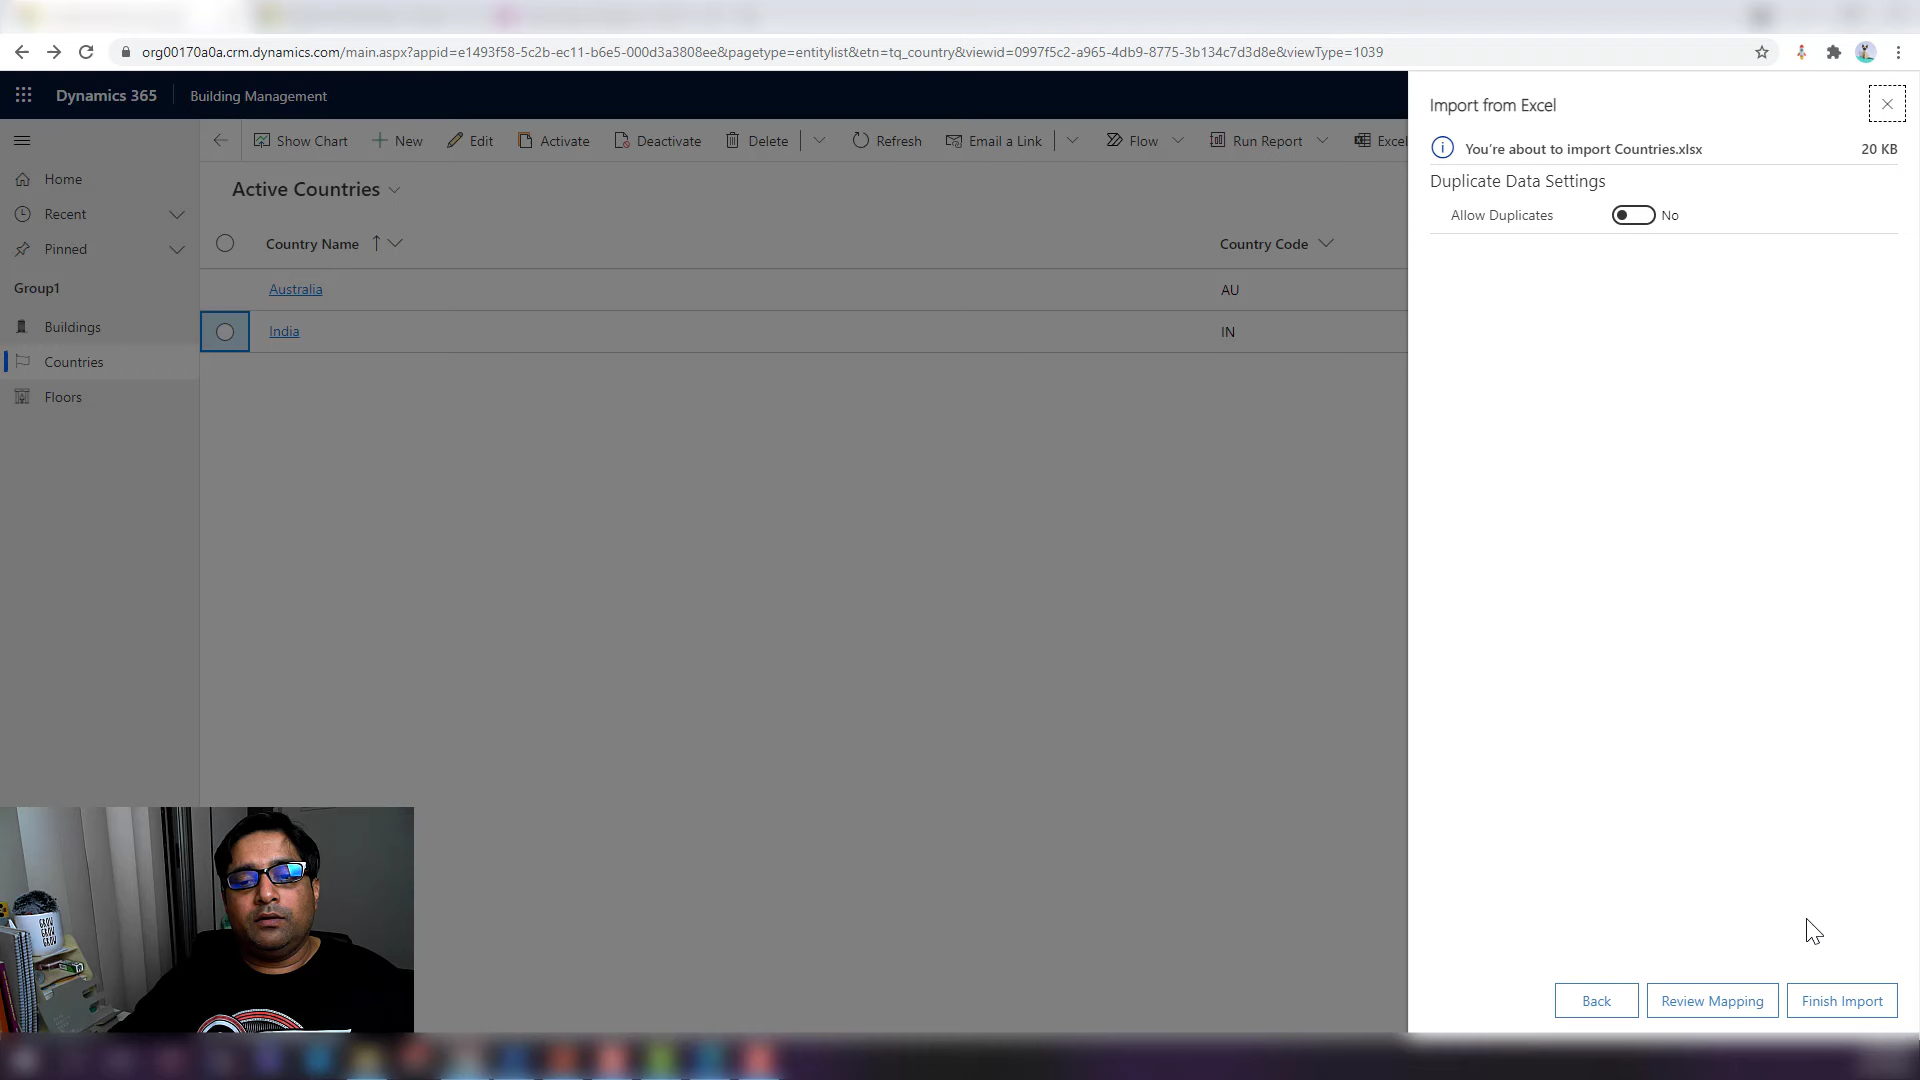 org00170a0a.crm.dynamics.com/main.aspx?appid=e1493f58-5c2b-ec11-b6e5-000d3a3808ee&pagetype=entitylist&etn=tq_country&viewid=0997f5c2-a965-4db9-8775-3b134c7d3d8e&viewType=1039
Dynamics 365 Building Management
Import from Excel
You're about to import Countries.xlsx 20 KB
Duplicate Data Settings
Allow Duplicates No
Show Chart New Edit Activate Deactivate Delete Refresh Email a Link Flow Run Report Excel
Home
Recent
Pinned
Group1
Buildings
Countries
Floors
Active Countries
Country Name Country Code
Australia AU
India IN
GROW
GROW
GROW
Back Review Mapping Finish Import